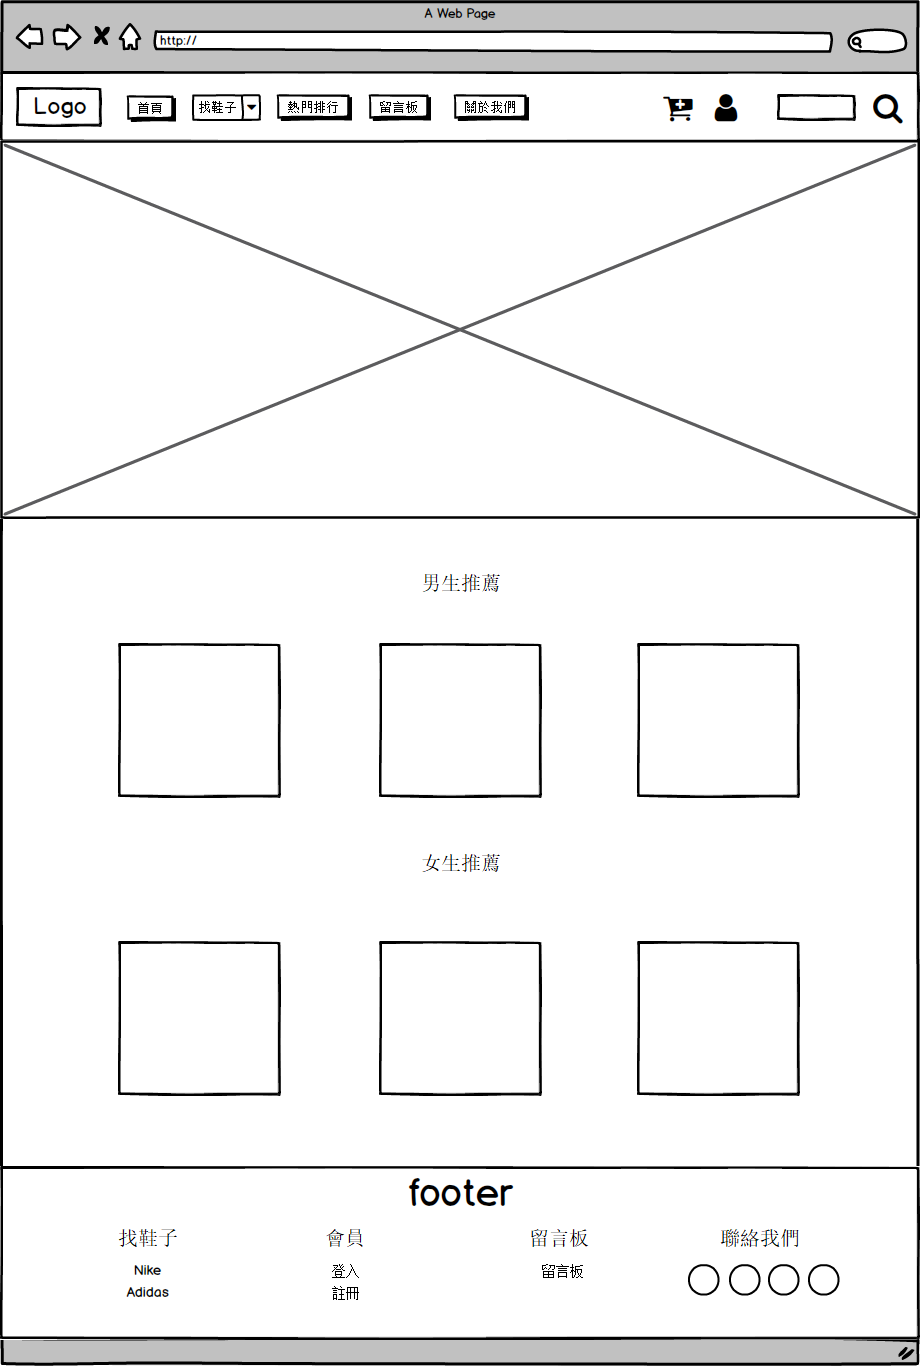 A Web Page
http://
Logo
首頁
找鞋子
熱門排行
留言板
關於我們
男生推薦
女生推薦
footer
找鞋子 會員 留言板 聯絡我們
Nike 登入 留言板
Adidas 註冊